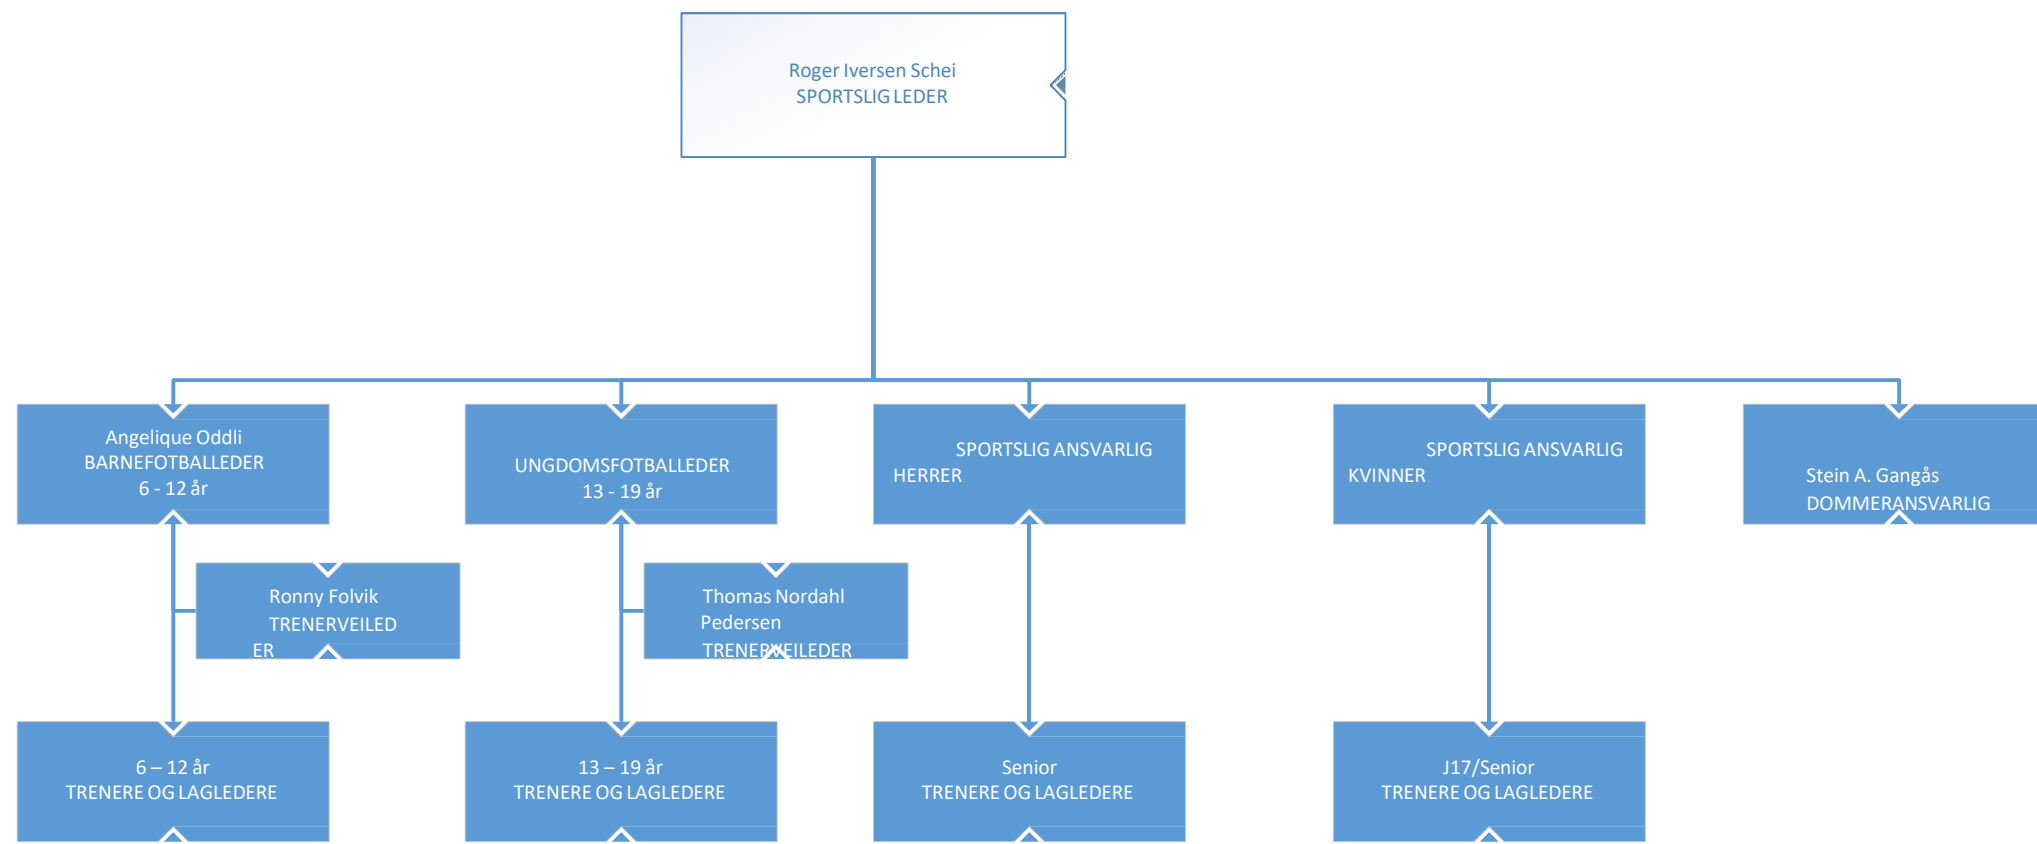 Roger Iversen Schei
SPORTSLIG LEDER
Angelique Oddli
BARNEFOTBALLEDER
6 - 12 år
UNGDOMSFOTBALLEDER
13 - 19 år
SPORTSLIG ANSVARLIG
HERRER
SPORTSLIG ANSVARLIG
KVINNER
Stein A. Gangås
DOMMERANSVARLIG
Ronny Folvik
TRENERVEILED
ER
Thomas Nordahl
Pedersen
TRENERVEILEDER
6 – 12 år
TRENERE OG LAGLEDERE
13 – 19 år
TRENERE OG LAGLEDERE
Senior
TRENERE OG LAGLEDERE
J17/Senior
TRENERE OG LAGLEDERE